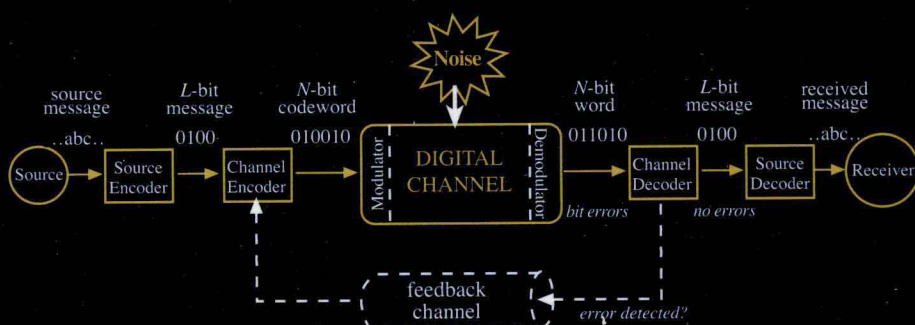 Noise
source
message
..abc..
L-bit
message
0100
N-bit
codeword
010010
N-bit
word
011010
L-bit
message
0100
received
message
..abc..
Source
Source
Encoder
Channel
Encoder
Modulator
DIGITAL
CHANNEL
Demodulator
Channel
Decoder
Source
Decoder
Receiver
bit errors
no errors
feedback
channel
error detected?